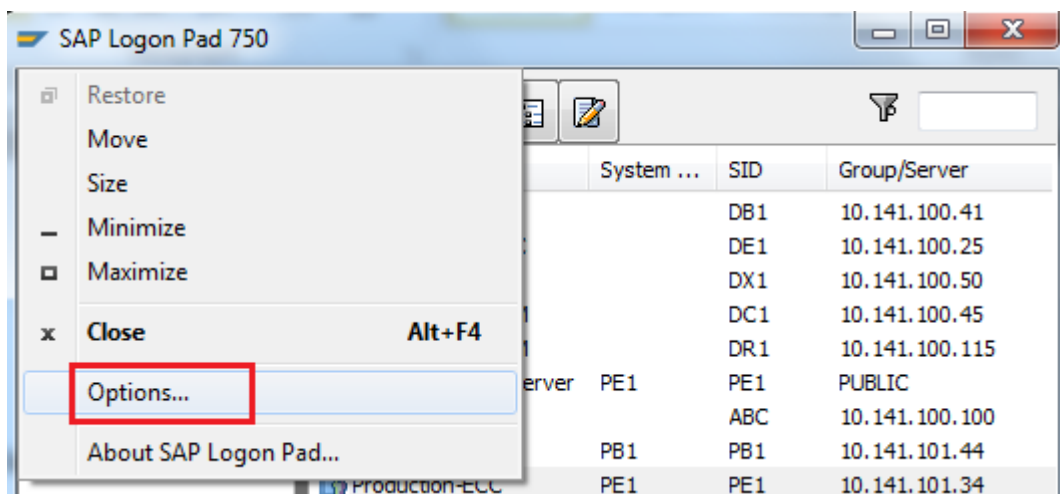 SAP Logon Pad 750
Restore
Move
Size
Minimize
Maximize
Close Alt+F4
Options...
About SAP Logon Pad...
System ... SID Group/Server
DB1 10.141.100.41
DE1 10.141.100.25
DX1 10.141.100.50
DC1 10.141.100.45
DR1 10.141.100.115
erver PE1 PE1 PUBLIC
ABC 10.141.100.100
PB1 PB1 10.141.101.44
Production-ECC PE1 PE1 10.141.101.34